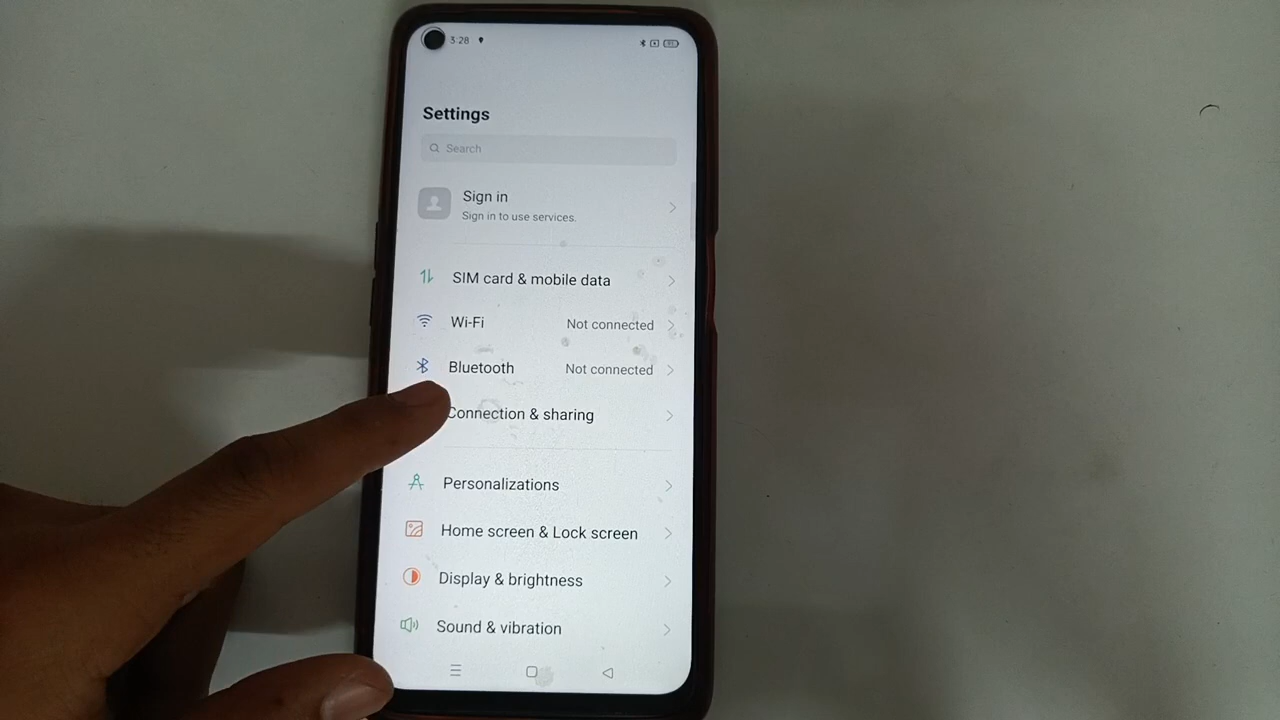 3:28
Settings
Search
Sign in
Sign in to use services.
SIM card & mobile data
Wi-Fi Not connected
Bluetooth Not connected
Connection & sharing
Personalizations
Home screen & Lock screen
Display & brightness
Sound & vibration